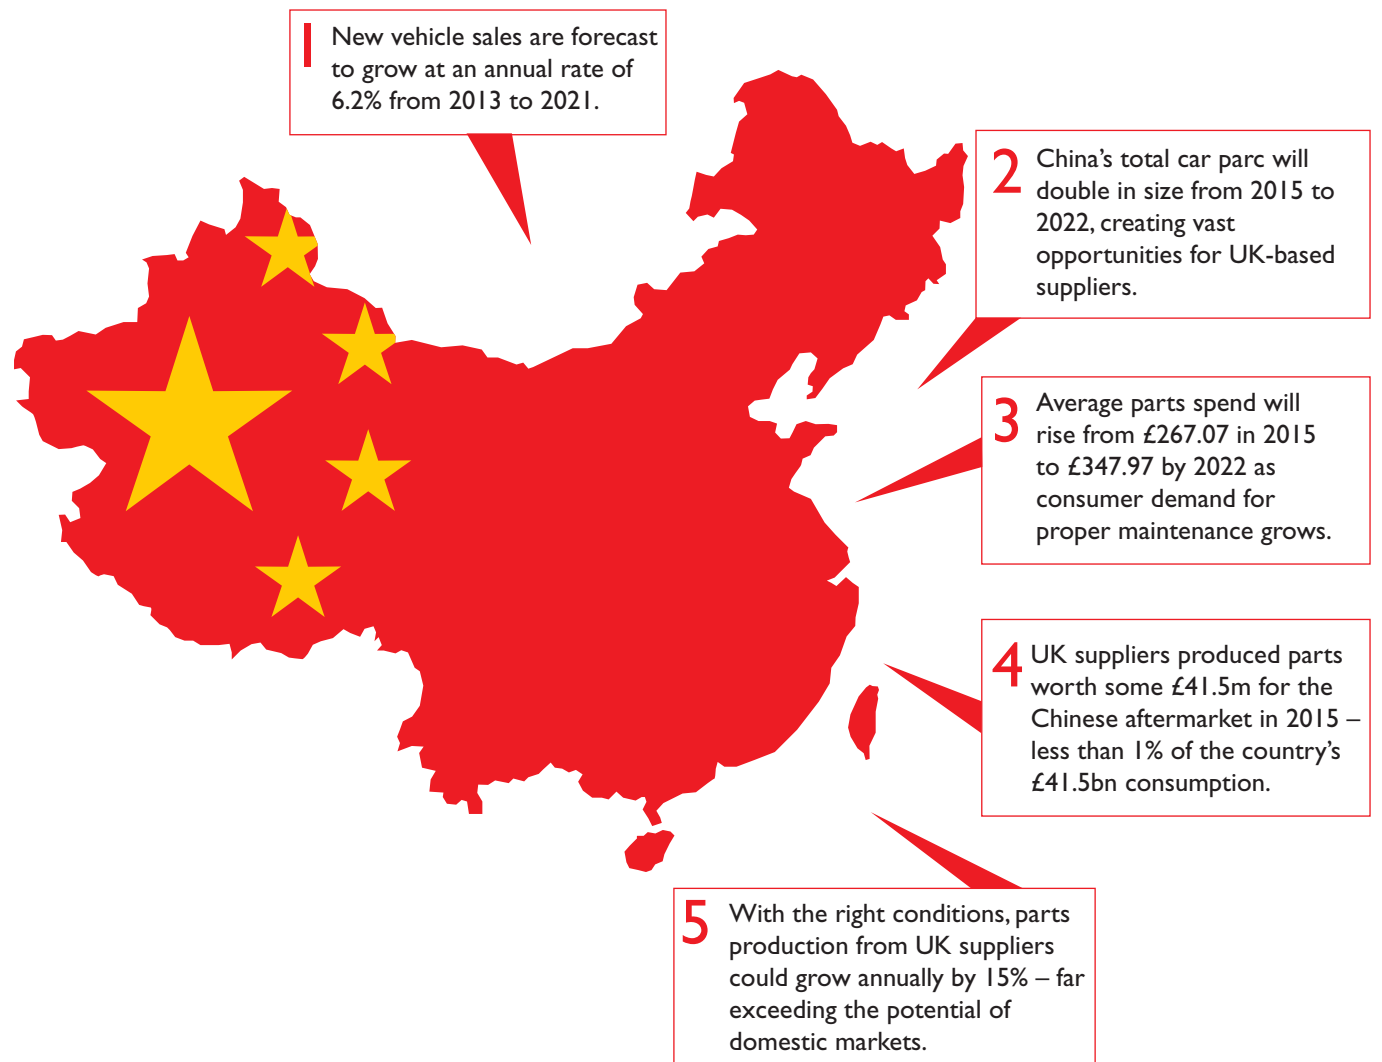 1 New vehicle sales are forecast
to grow at an annual rate of
6.2% from 2013 to 2021.
2 China’s total car parc will
double in size from 2015 to
2022, creating vast
opportunities for UK-based
suppliers.
3 Average parts spend will
rise from £267.07 in 2015
to £347.97 by 2022 as
consumer demand for
proper maintenance grows.
4 UK suppliers produced parts
worth some £41.5m for the
Chinese aftermarket in 2015 –
less than 1% of the country’s
£41.5bn consumption.
5 With the right conditions, parts
production from UK suppliers
could grow annually by 15% – far
exceeding the potential of
domestic markets.